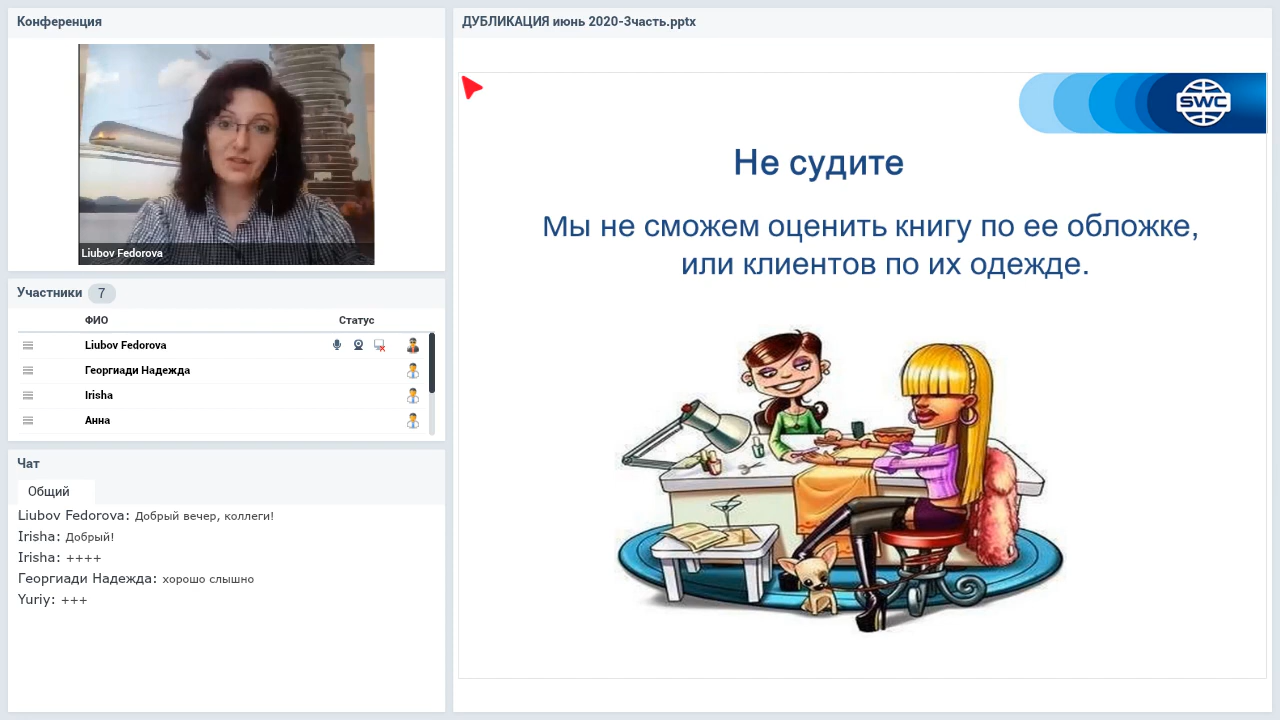 Конференция
Liubov Fedorova
Участники 7
ФИО Статус
Liubov Fedorova
Георгиади Надежда
Irisha
Анна
Чат
Общий
Liubov Fedorova: Добрый вечер, коллеги!
Irisha: Добрый!
Irisha: ++++
Георгиади Надежда: хорошо слышно
Yuriy: +++
ДУБЛИКАЦИЯ июнь 2020-3часть.pptx
SWC
Не судите
Мы не сможем оценить книгу по ее обложке,
или клиентов по их одежде.